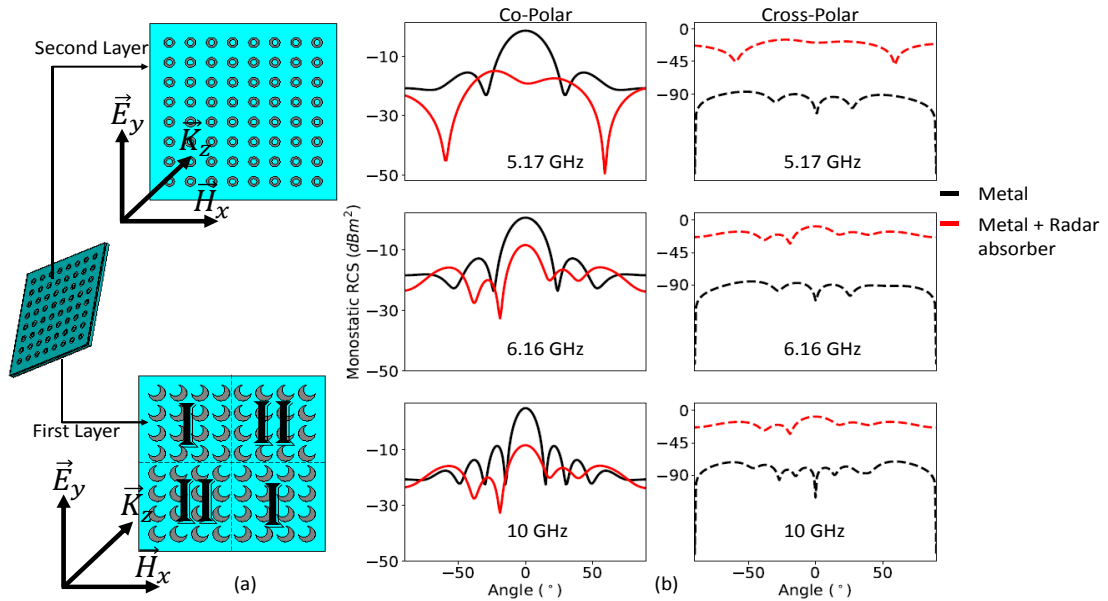 Second Layer
E⃗y
K⃗z
H⃗x
First Layer
I II
II I
E⃗y
K⃗z
H⃗x
(a)
Co-Polar
Cross-Polar
Monostatic RCS (dBm²)
−10
−30
−50
5.17 GHz
0
−45
−90
5.17 GHz
−10
−30
−50
6.16 GHz
0
−45
−90
6.16 GHz
−10
−30
−50
10 GHz
−50 0 50
Angle (°)
0
−45
−90
10 GHz
−50 0 50
Angle (°)
(b)
Metal
Metal + Radar
absorber